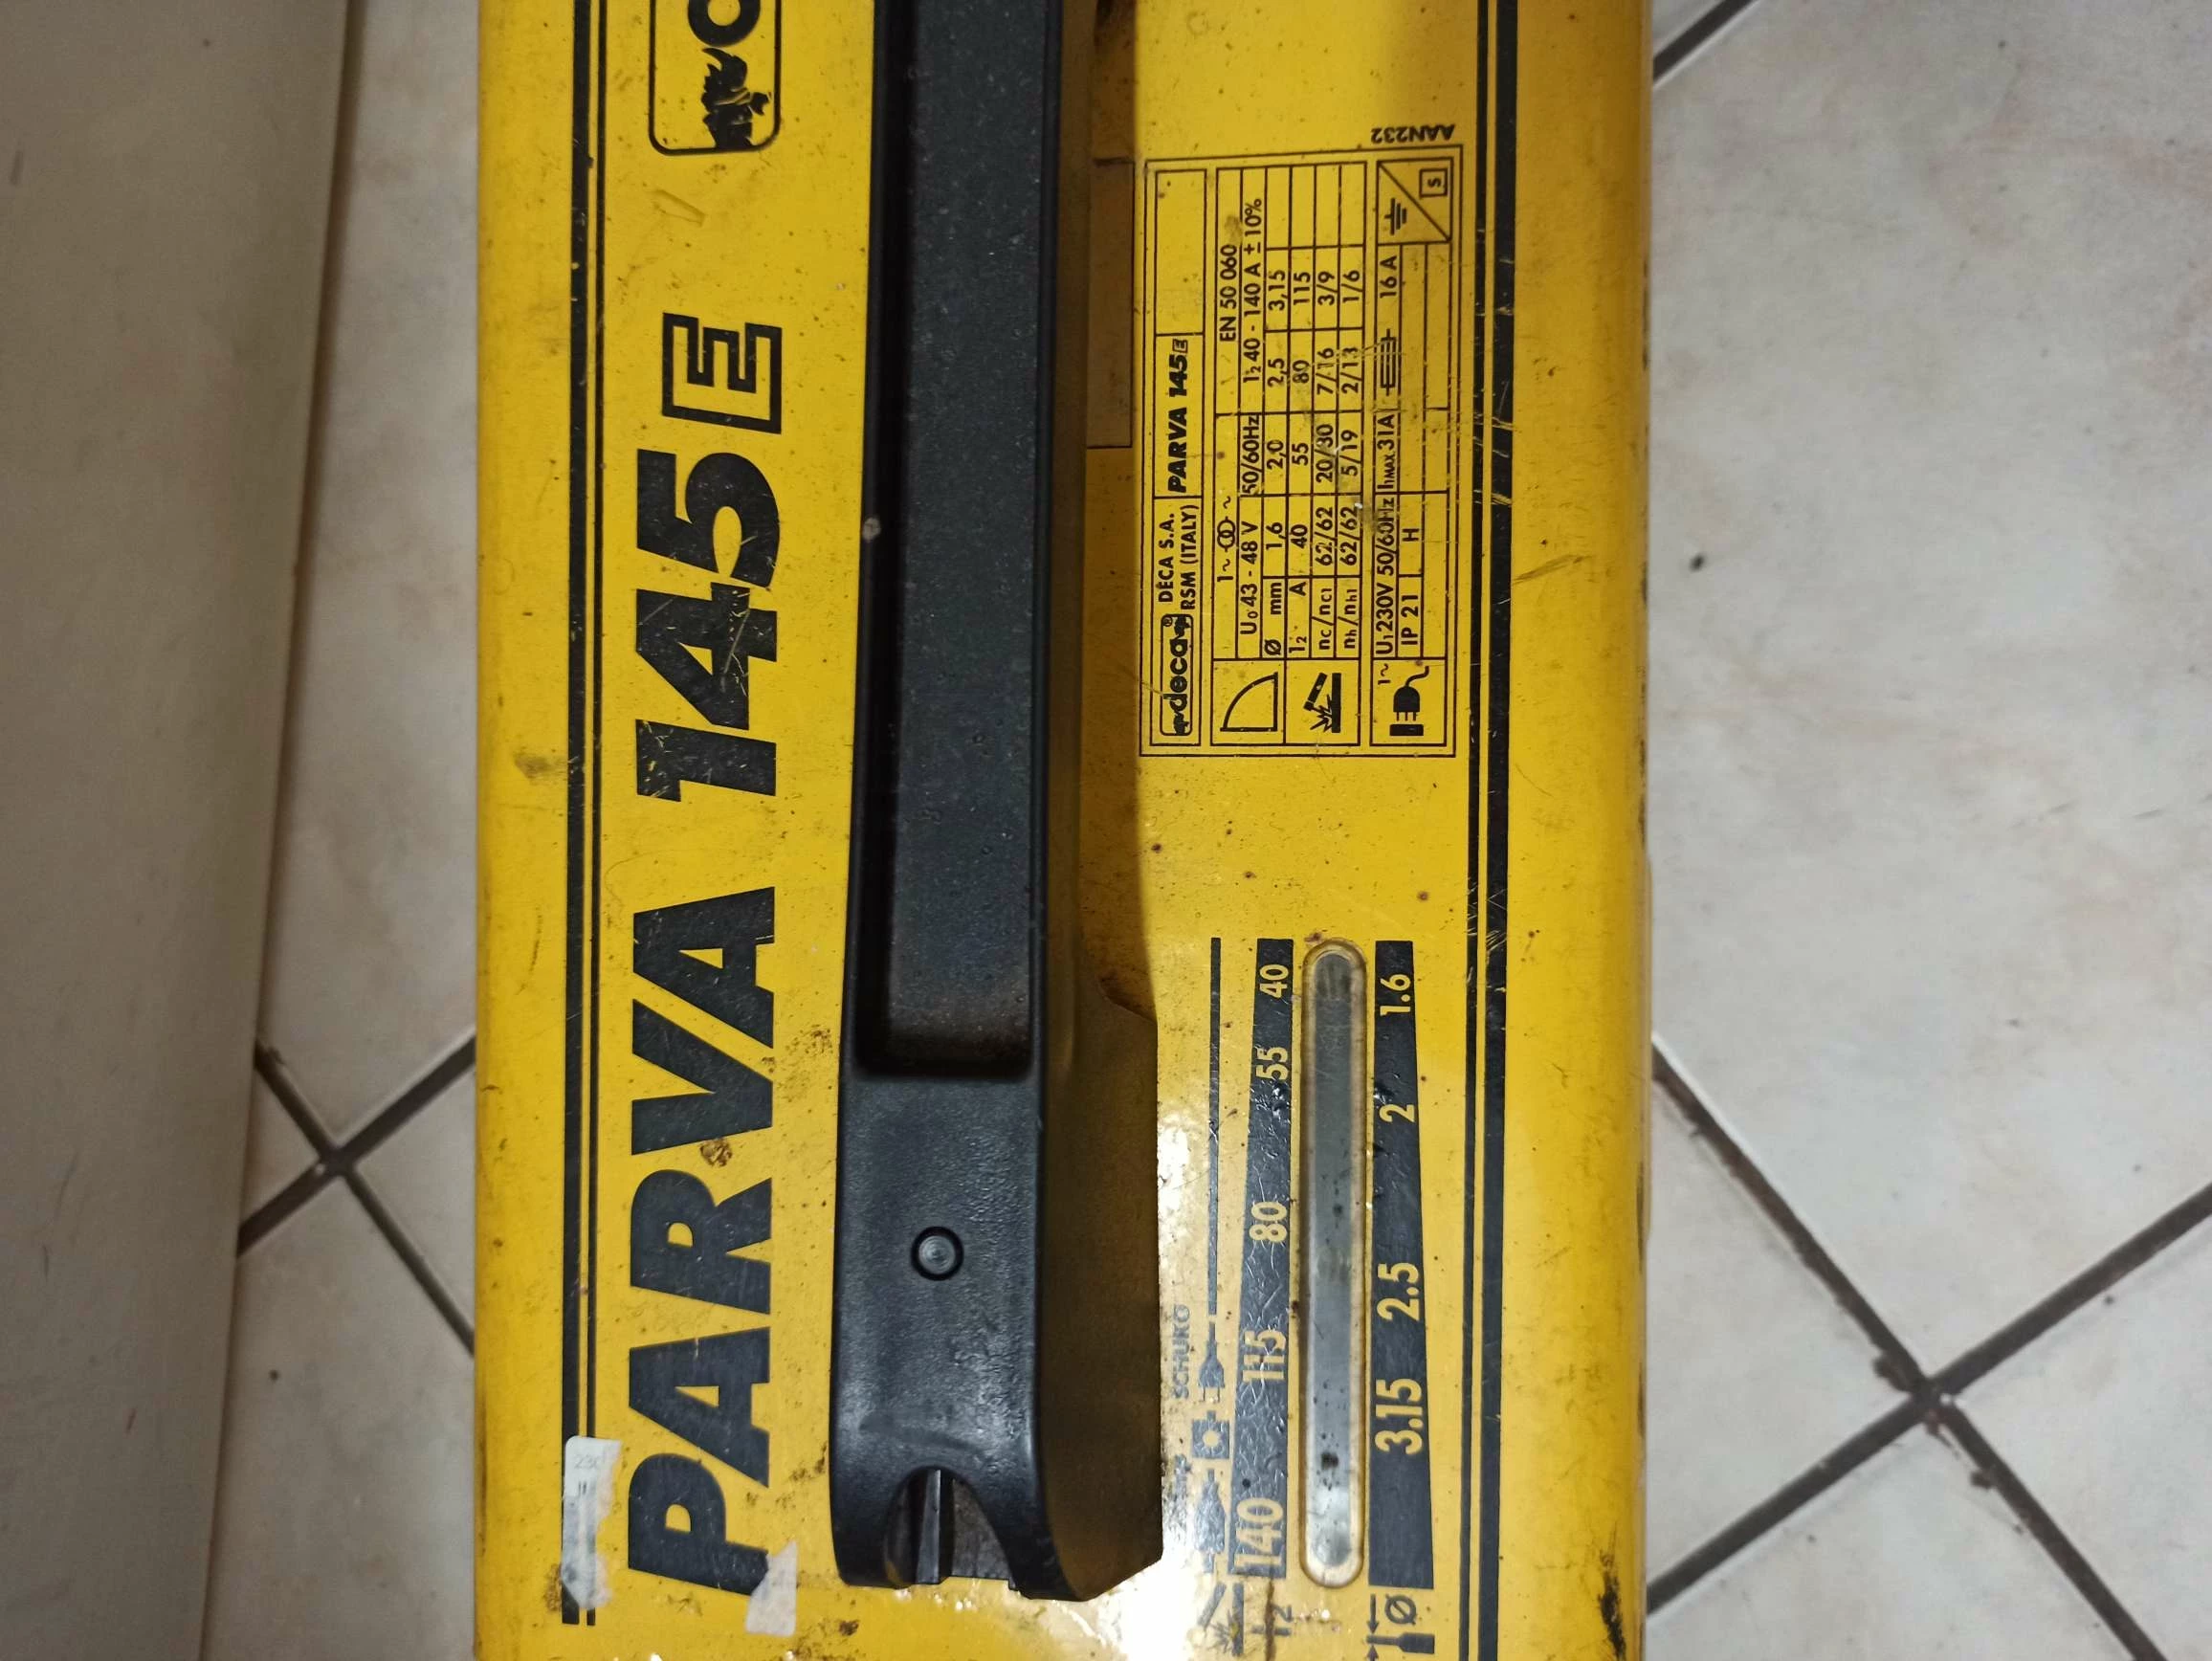 PARVA 145E
deca® DECA S.A. RSM (ITALY) PARVA 145E
1~ ~ EN 50 060
U₀ 43 - 48 V 50/60Hz I₂ 40 - 140 A ±10%
Ø mm 1,6 2,0 2,5 3,15
I₂ A 40 55 80 115
nc/nc1 62/62 20/30 7/16 3/9
nh/nh1 62/62 5/19 2/13 1/6
1~ U₁ 230V 50/60Hz I₁MAX 31A 16 A
IP 21 H S
AAN232
SCHUKO
I₂ 140 115 80 55 40
Ø 3.15 2.5 2 1.6